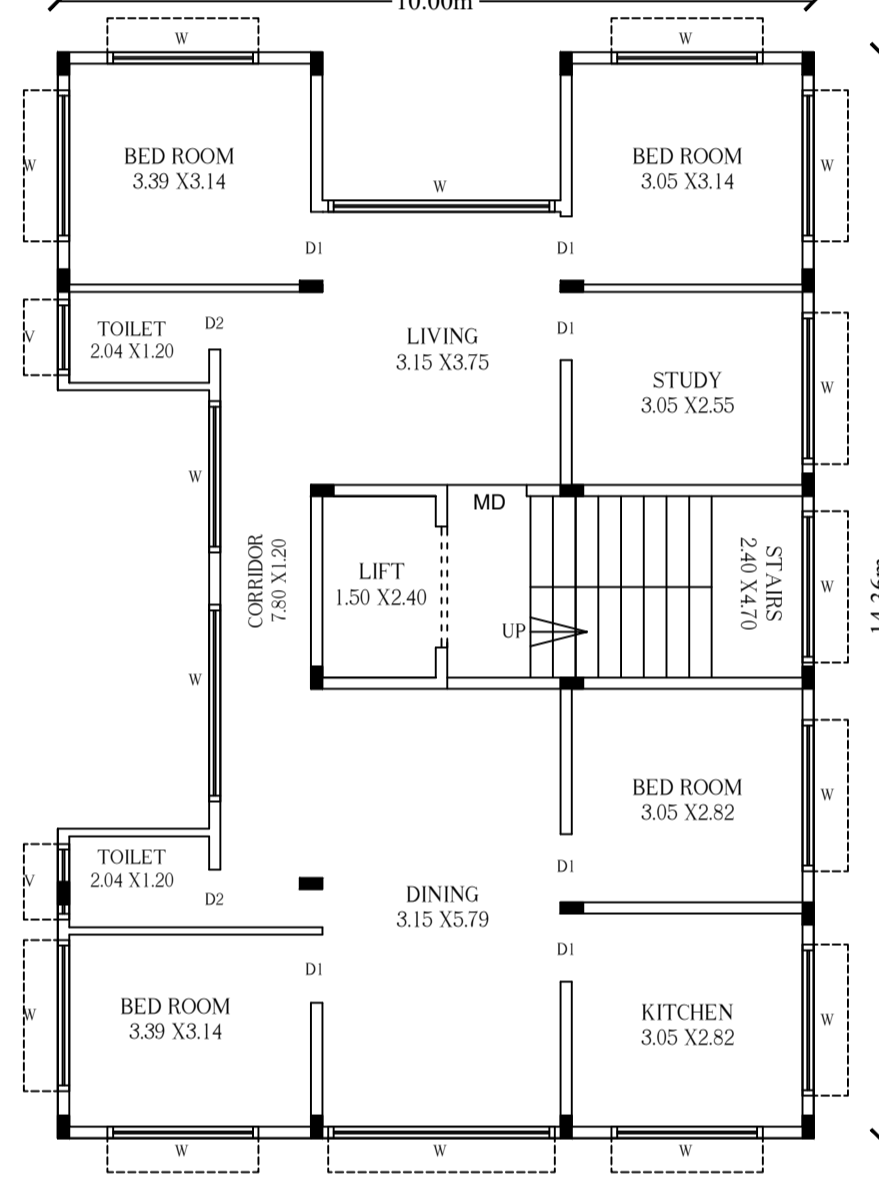 10.00m
W
W
W
BED ROOM
3.39 X3.14
W
BED ROOM
3.05 X3.14
W
D1
D1
V
TOILET
2.04 X1.20
D2
LIVING
3.15 X3.75
D1
STUDY
3.05 X2.55
W
W
MD
CORRIDOR
7.80 X1.20
LIFT
1.50 X2.40
UP
STAIRS
2.40 X4.70
W
14.36m
W
BED ROOM
3.05 X2.82
W
V
TOILET
2.04 X1.20
D2
DINING
3.15 X5.79
D1
D1
D1
W
BED ROOM
3.39 X3.14
KITCHEN
3.05 X2.82
W
W
W
W